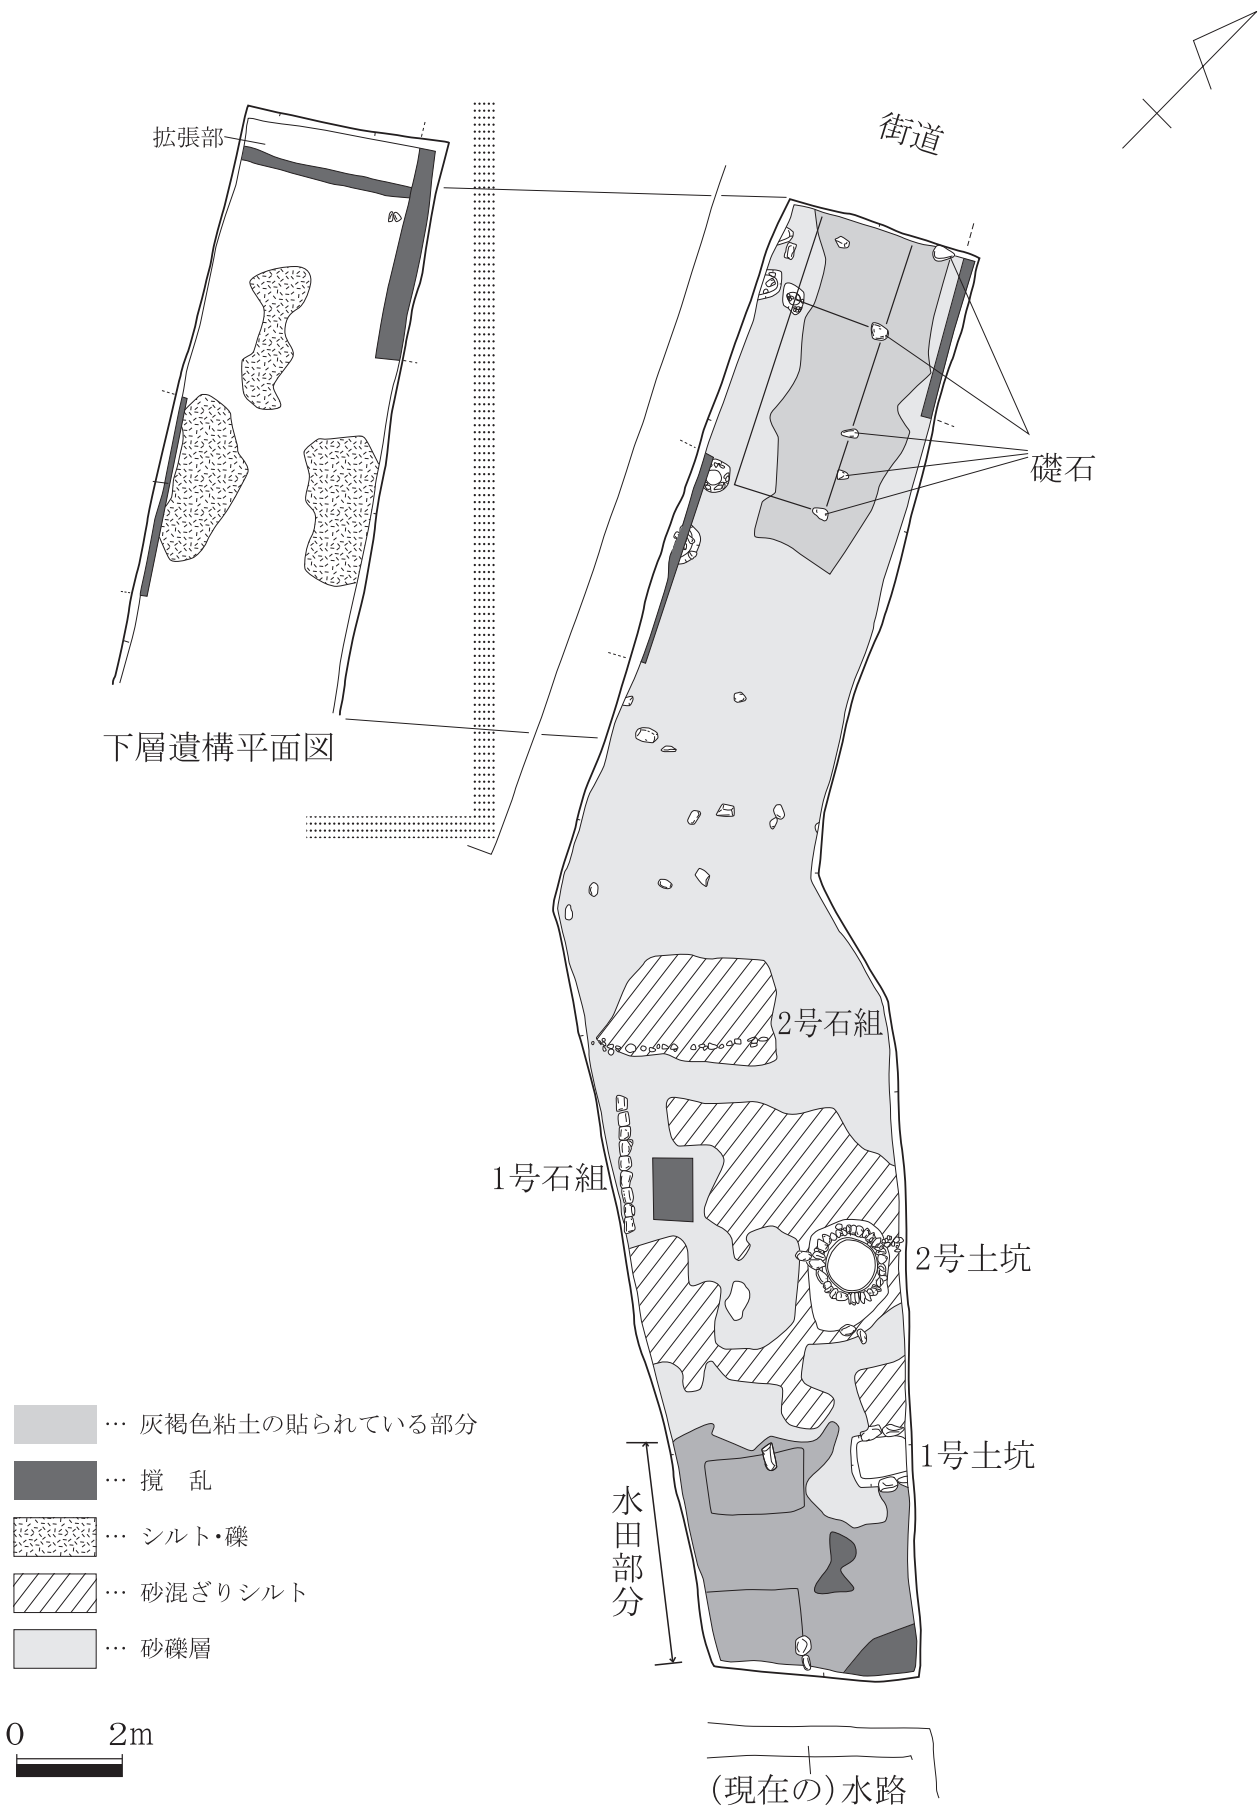 拡張部
街道
礎石
下層遺構平面図
2号石組
1号石組
2号土坑
1号土坑
水田部分
… 灰褐色粘土の貼られている部分
… 撹　乱
… シルト・礫
… 砂混ざりシルト
… 砂礫層
0 2m
(現在の)水路